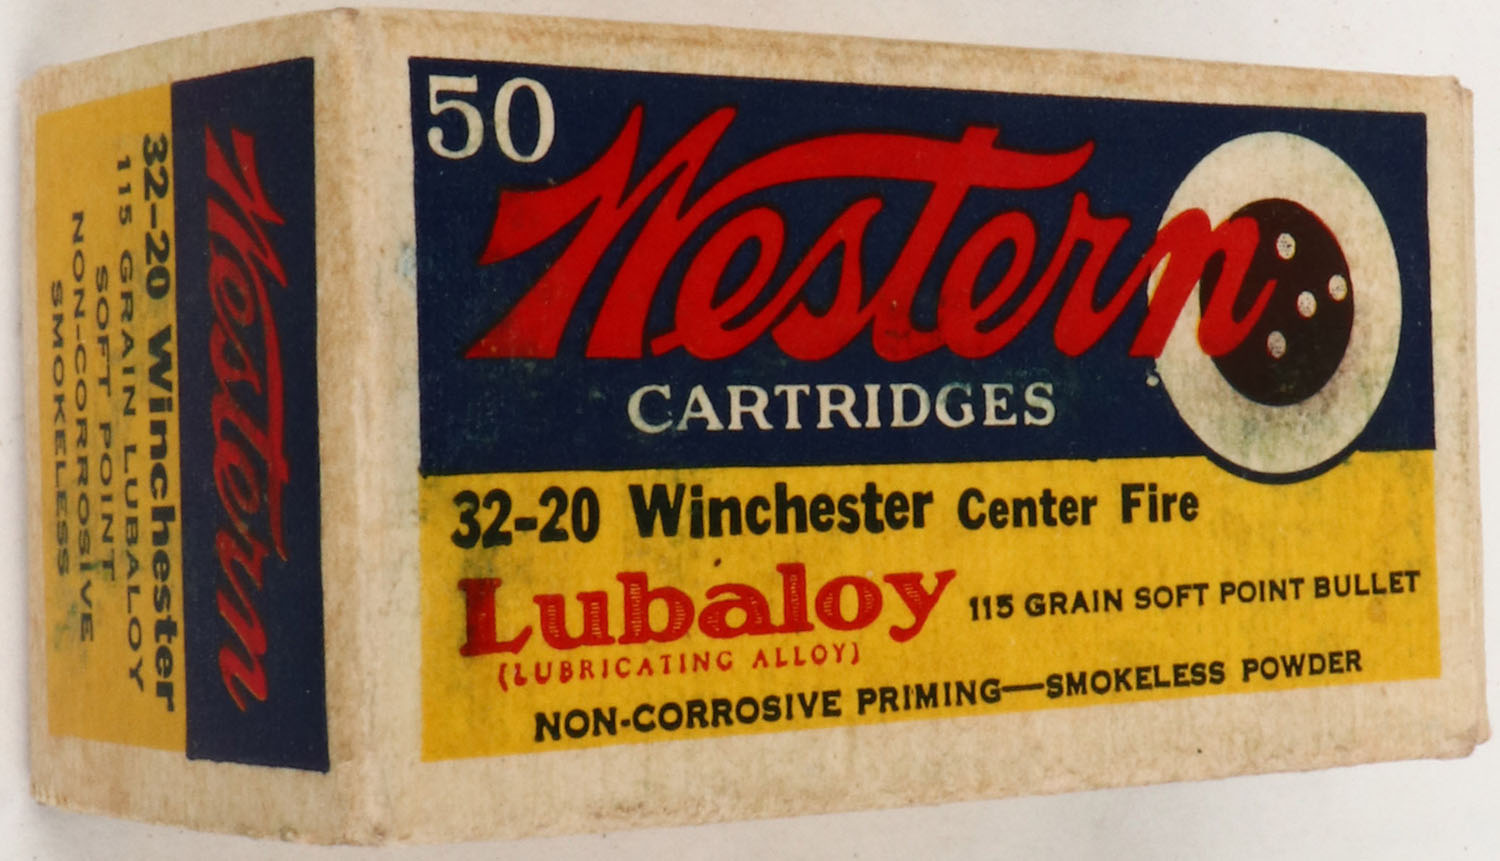 50
Western
CARTRIDGES
32-20 Winchester Center Fire
Lubaloy 115 GRAIN SOFT POINT BULLET
(LUBRICATING ALLOY)
NON-CORROSIVE PRIMING—SMOKELESS POWDER
Western
32-20 Winchester
115 GRAIN LUBALOY
SOFT POINT
NON-CORROSIVE
SMOKELESS